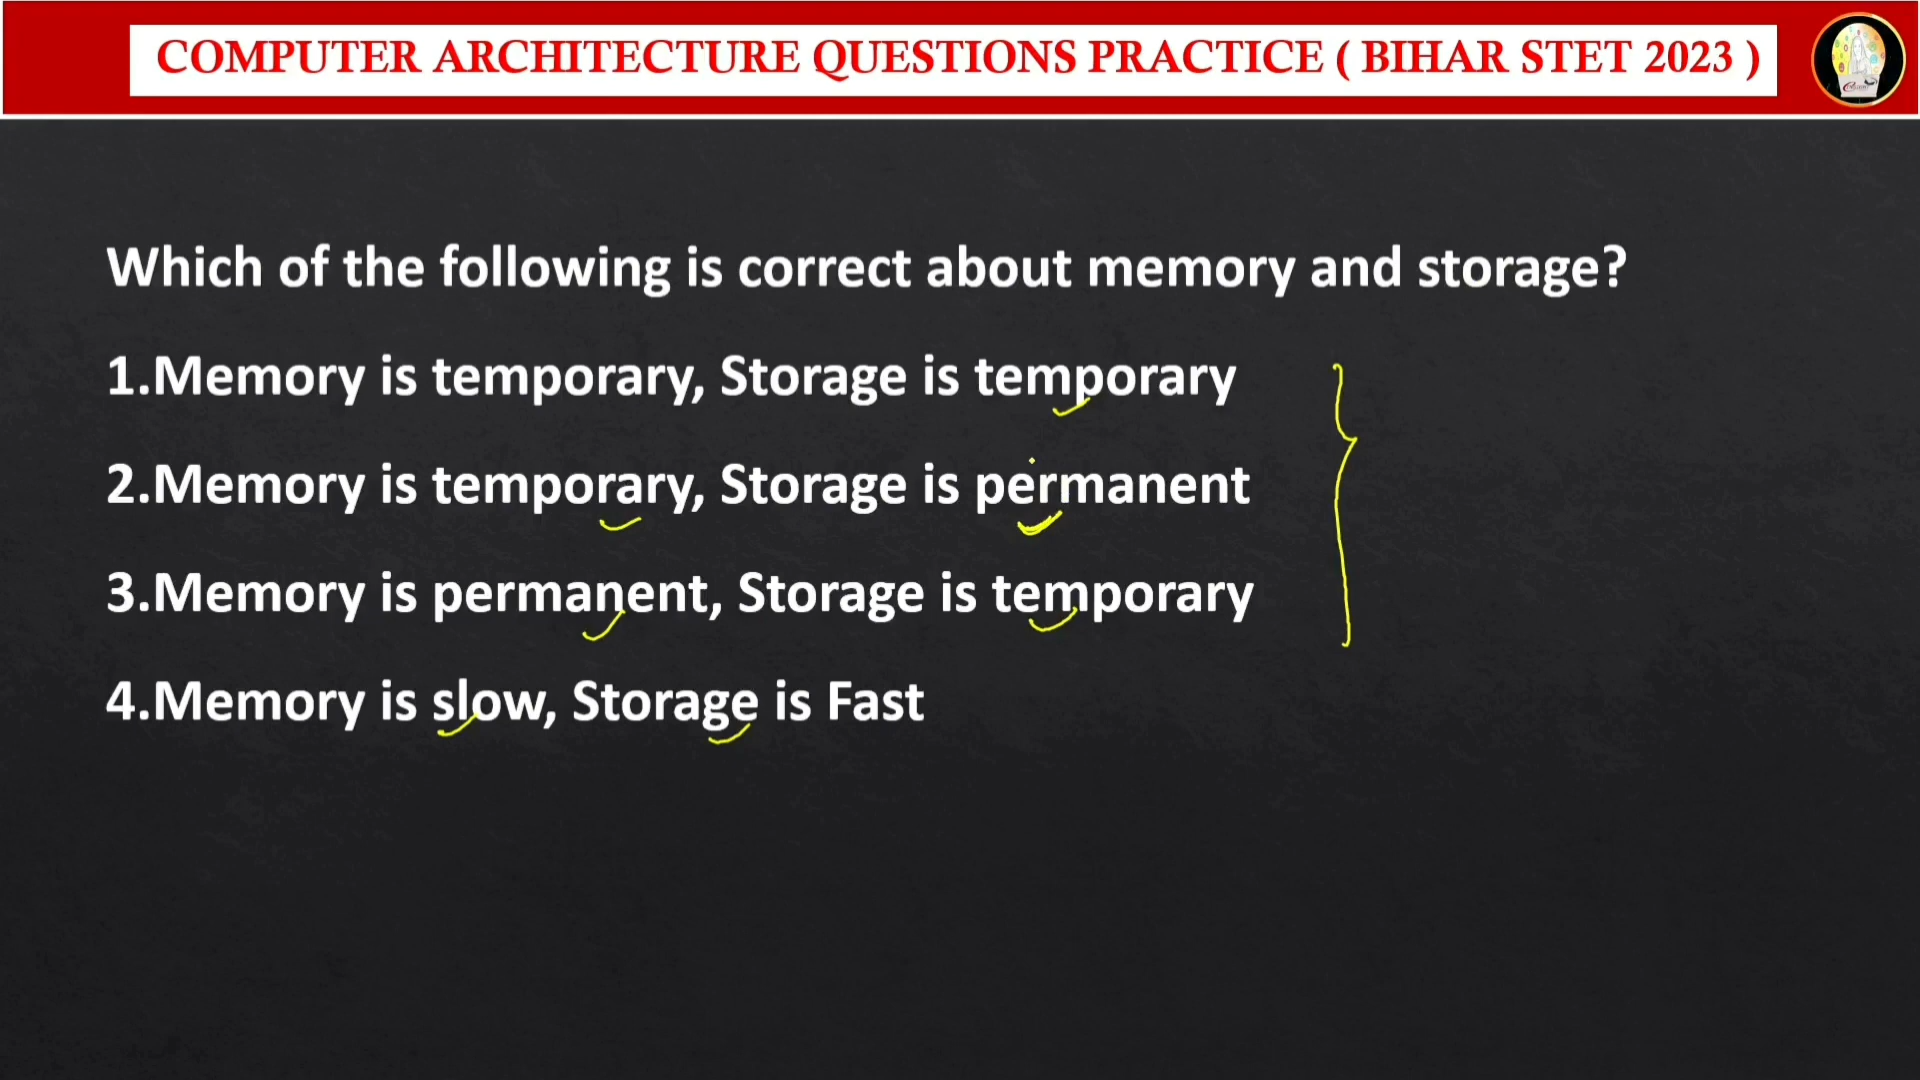 COMPUTER ARCHITECTURE QUESTIONS PRACTICE ( BIHAR STET 2023 )
Which of the following is correct about memory and storage?
1.Memory is temporary, Storage is temporary
2.Memory is temporary, Storage is permanent
3.Memory is permanent, Storage is temporary
4.Memory is slow, Storage is Fast